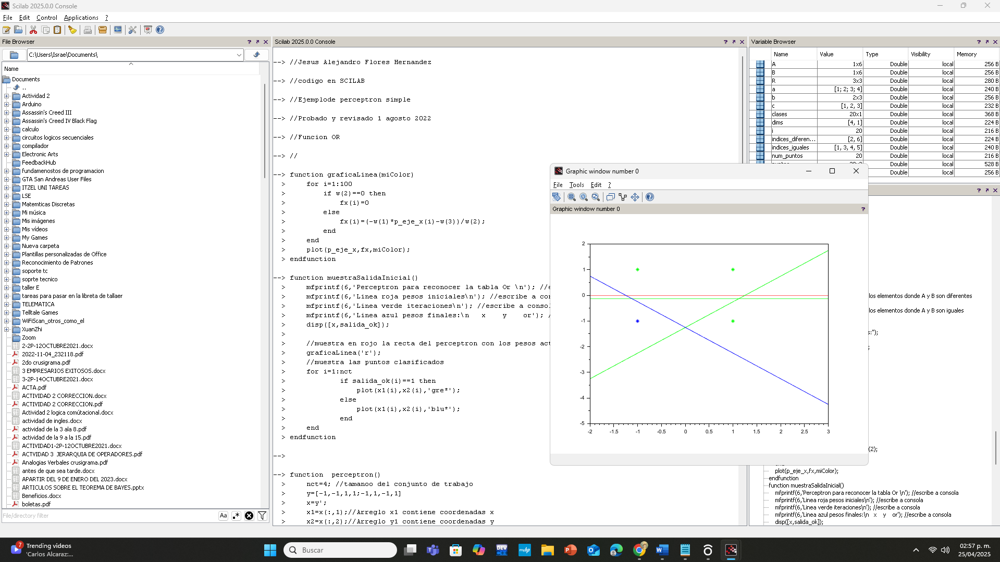 Scilab 2025.0.0 Console
File Edit Control Applications ?
File Browser
C:\Users\Israe\Documents\
Name
Documents
..
Actividad 2
Arduino
Assassin's Creed III
Assassin's Creed IV Black Flag
calculo
circuitos logicos secuenciales
compilador
Electronic Arts
FeedbackHub
fundamenostos de programacion
GTA San Andreas User Files
ITZEL UNI TAREAS
LSE
Matemticas Discretas
Mi música
Mis imágenes
Mis vídeos
My Games
Nueva carpeta
Plantillas personalizadas de Office
Reconocimiento de Patrones
soporte tc
soprte tecnico
taller E
tareas para pasar en la libreta de tallaer
TELEMATICA
Telltale Games
WiFiScan_otros_como_el
XuanZhi
Zoom
2-2P-12OCTUBRE2021.docx
2022-11-04_232118.pdf
2do crusigrama.pdf
3 EMPRESARIOS EXITOSOS.docx
3-2P-14OCTUBRE2021.docx
ACTA.pdf
ACTIVIDAD 2 CORRECCION.docx
ACTIVIDAD 2 CORRECCION.pdf
Actividad 2 logica comútacional.docx
actividad de ingles.docx
actividad de la 3 ala 8.pdf
actividad de la 9 a la 15.pdf
ACTIVIDAD1-2P-12OCTUBRE2021.docx
ACTVIDAD 3  JERARQUIA DE OPERADORES.pdf
Analogias Verbales crusigrama.pdf
antes de que sea tarde.docx
APARTIR DEL 9 DE ENERO DEL 2023.docx
ARTICULOS SOBRE EL TEOREMA DE BAYES.pptx
Beneficios.docx
boletas.pdf
File/directory filter
Aa .*
Scilab 2025.0.0 Console
--> //Jesus Alejandro Flores Hernandez
--> //codigo en SCILAB
--> //Ejemplode perceptron simple
--> //Probado y revisado 1 agosto 2022
--> //Funcion OR
--> //
--> function graficaLinea(miColor)
>     for i=1:100
>         if w(2)==0 then
>             fx(i)=0
>         else
>             fx(i)=(-w(1)*p_eje_x(i)-w(3))/w(2);
>         end
>     end
>     plot(p_eje_x,fx,miColor);
> endfunction
--> function muestraSalidaInicial()
>     mfprintf(6,'Perceptron para reconocer la tabla Or \n'); //e
>     mfprintf(6,'Linea roja pesos iniciales\n'); //escribe a con
>     mfprintf(6,'Linea verde iteraciones\n'); //escribe a consol
>     mfprintf(6,'Linea azul pesos finales:\n   x    y    or'); /
>     disp([x,salida_ok]);
>
>     //muestra en rojo la recta del perceptron con los pesos act
>     graficaLinea('r');
>     //muestra las puntos clasificados
>     for i=1:nct
>             if salida_ok(i)==1 then
>                 plot(x1(i),x2(i),'gre*');
>             else
>                 plot(x1(i),x2(i),'blu*');
>             end
>     end
> endfunction
-->
--> function  perceptron()
>     nct=4; //tamanoo del conjunto de trabajo
>     y=[-1,-1,1,1;-1,1,-1,1]
>     x=y';
>     x1=x(:,1);//Arreglo x1 contiene coordenadas x
>     x2=x(:,2);//Arreglo y1 contiene coordenadas y
Variable Browser
Name Value Type Visibility Memory
A 1x6 Double local 256 B
B 1x6 Double local 256 B
R 3x3 Double local 280 B
a [1; 2; 3; 4] Double local 240 B
b 2x3 Double local 256 B
c [1, 2, 3] Double local 232 B
clases 20x1 Double local 368 B
dims [4, 1] Double local 224 B
i 20 Double local 216 B
indices_diferen... [2, 6] Double local 224 B
indices_iguales [1, 3, 4, 5] Double local 240 B
num_puntos 20 Double local 216 B
Double local 528 B
Double local 256 B
Graphic window number 0
File Tools Edit ?
Graphic window number 0
2
1
0
-1
-2
-3
-4
-5
-2 -1.5 -1 -0.5 0 0.5 1 1.5 2 2.5 3
los elementos donde A y B son diferentes
los elementos donde A y B son iguales
s:");
;
(2);
plot(p_eje_x,fx,miColor);
endfunction
function muestraSalidaInicial()
mfprintf(6,'Perceptron para reconocer la tabla Or \n'); //escribe a consola
mfprintf(6,'Linea roja pesos iniciales\n'); //escribe a consola
mfprintf(6,'Linea verde iteraciones\n'); //escribe a consola
mfprintf(6,'Linea azul pesos finales:\n   x    y    or'); //escribe a consola
disp([x,salida_ok]);
7
Trending videos
'Carlos Alcaraz:...
Buscar
DEV
myhp
02:57 p. m.
25/04/2025